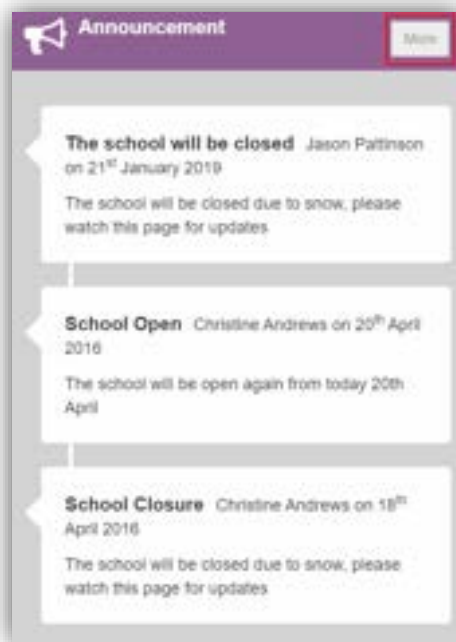 Announcement
More
The school will be closed Jason Pattinson
on 21st January 2019
The school will be closed due to snow, please
watch this page for updates
School Open Christine Andrews on 20th April
2016
The school will be open again from today 20th
April
School Closure Christine Andrews on 18th
April 2016
The school will be closed due to snow, please
watch this page for updates